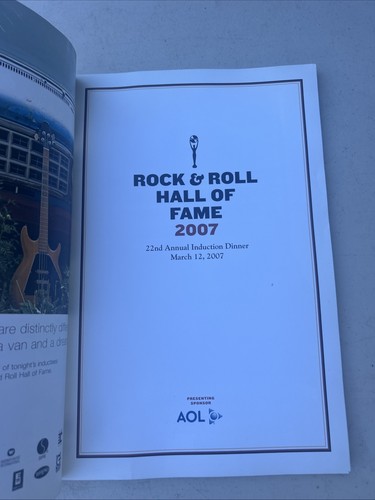 are distinctly
a van and a
of tonight's inductees
Roll Hall of Fame
ROCK & ROLL
HALL OF
FAME
2007
22nd Annual Induction Dinner
March 12, 2007
PRESENTING
SPONSOR
AOL